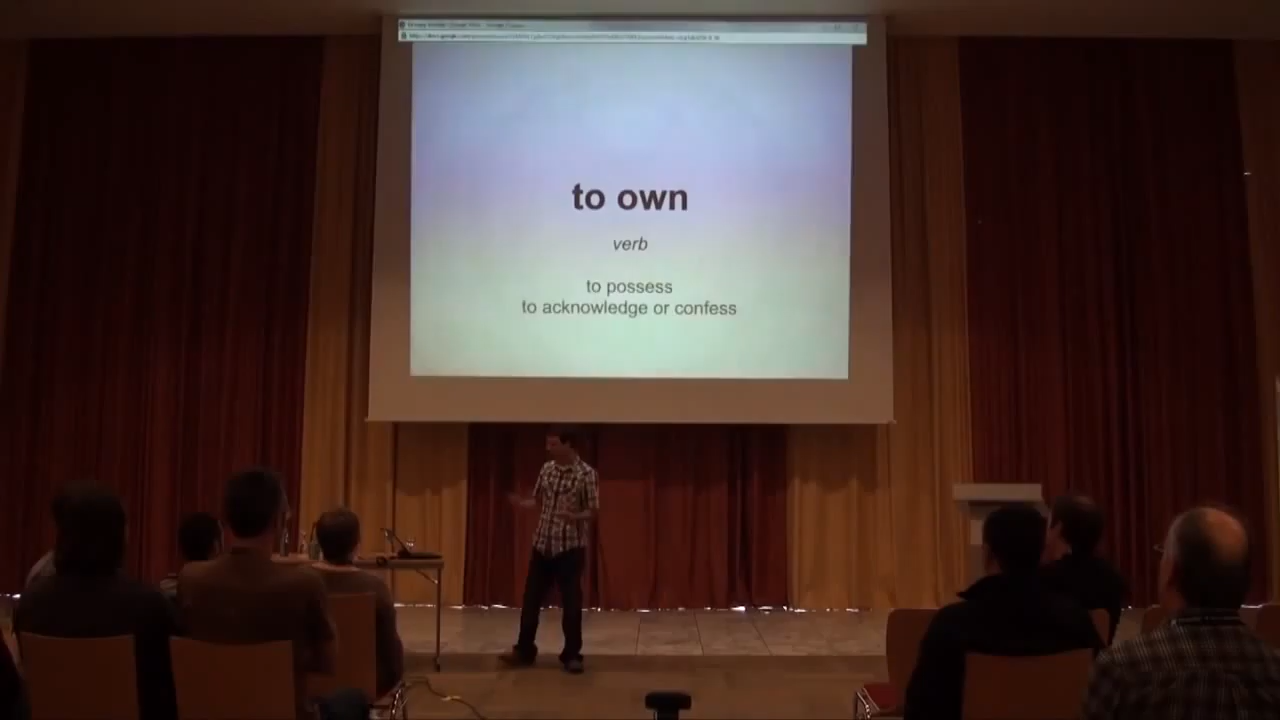 to own
verb
to possess
to acknowledge or confess